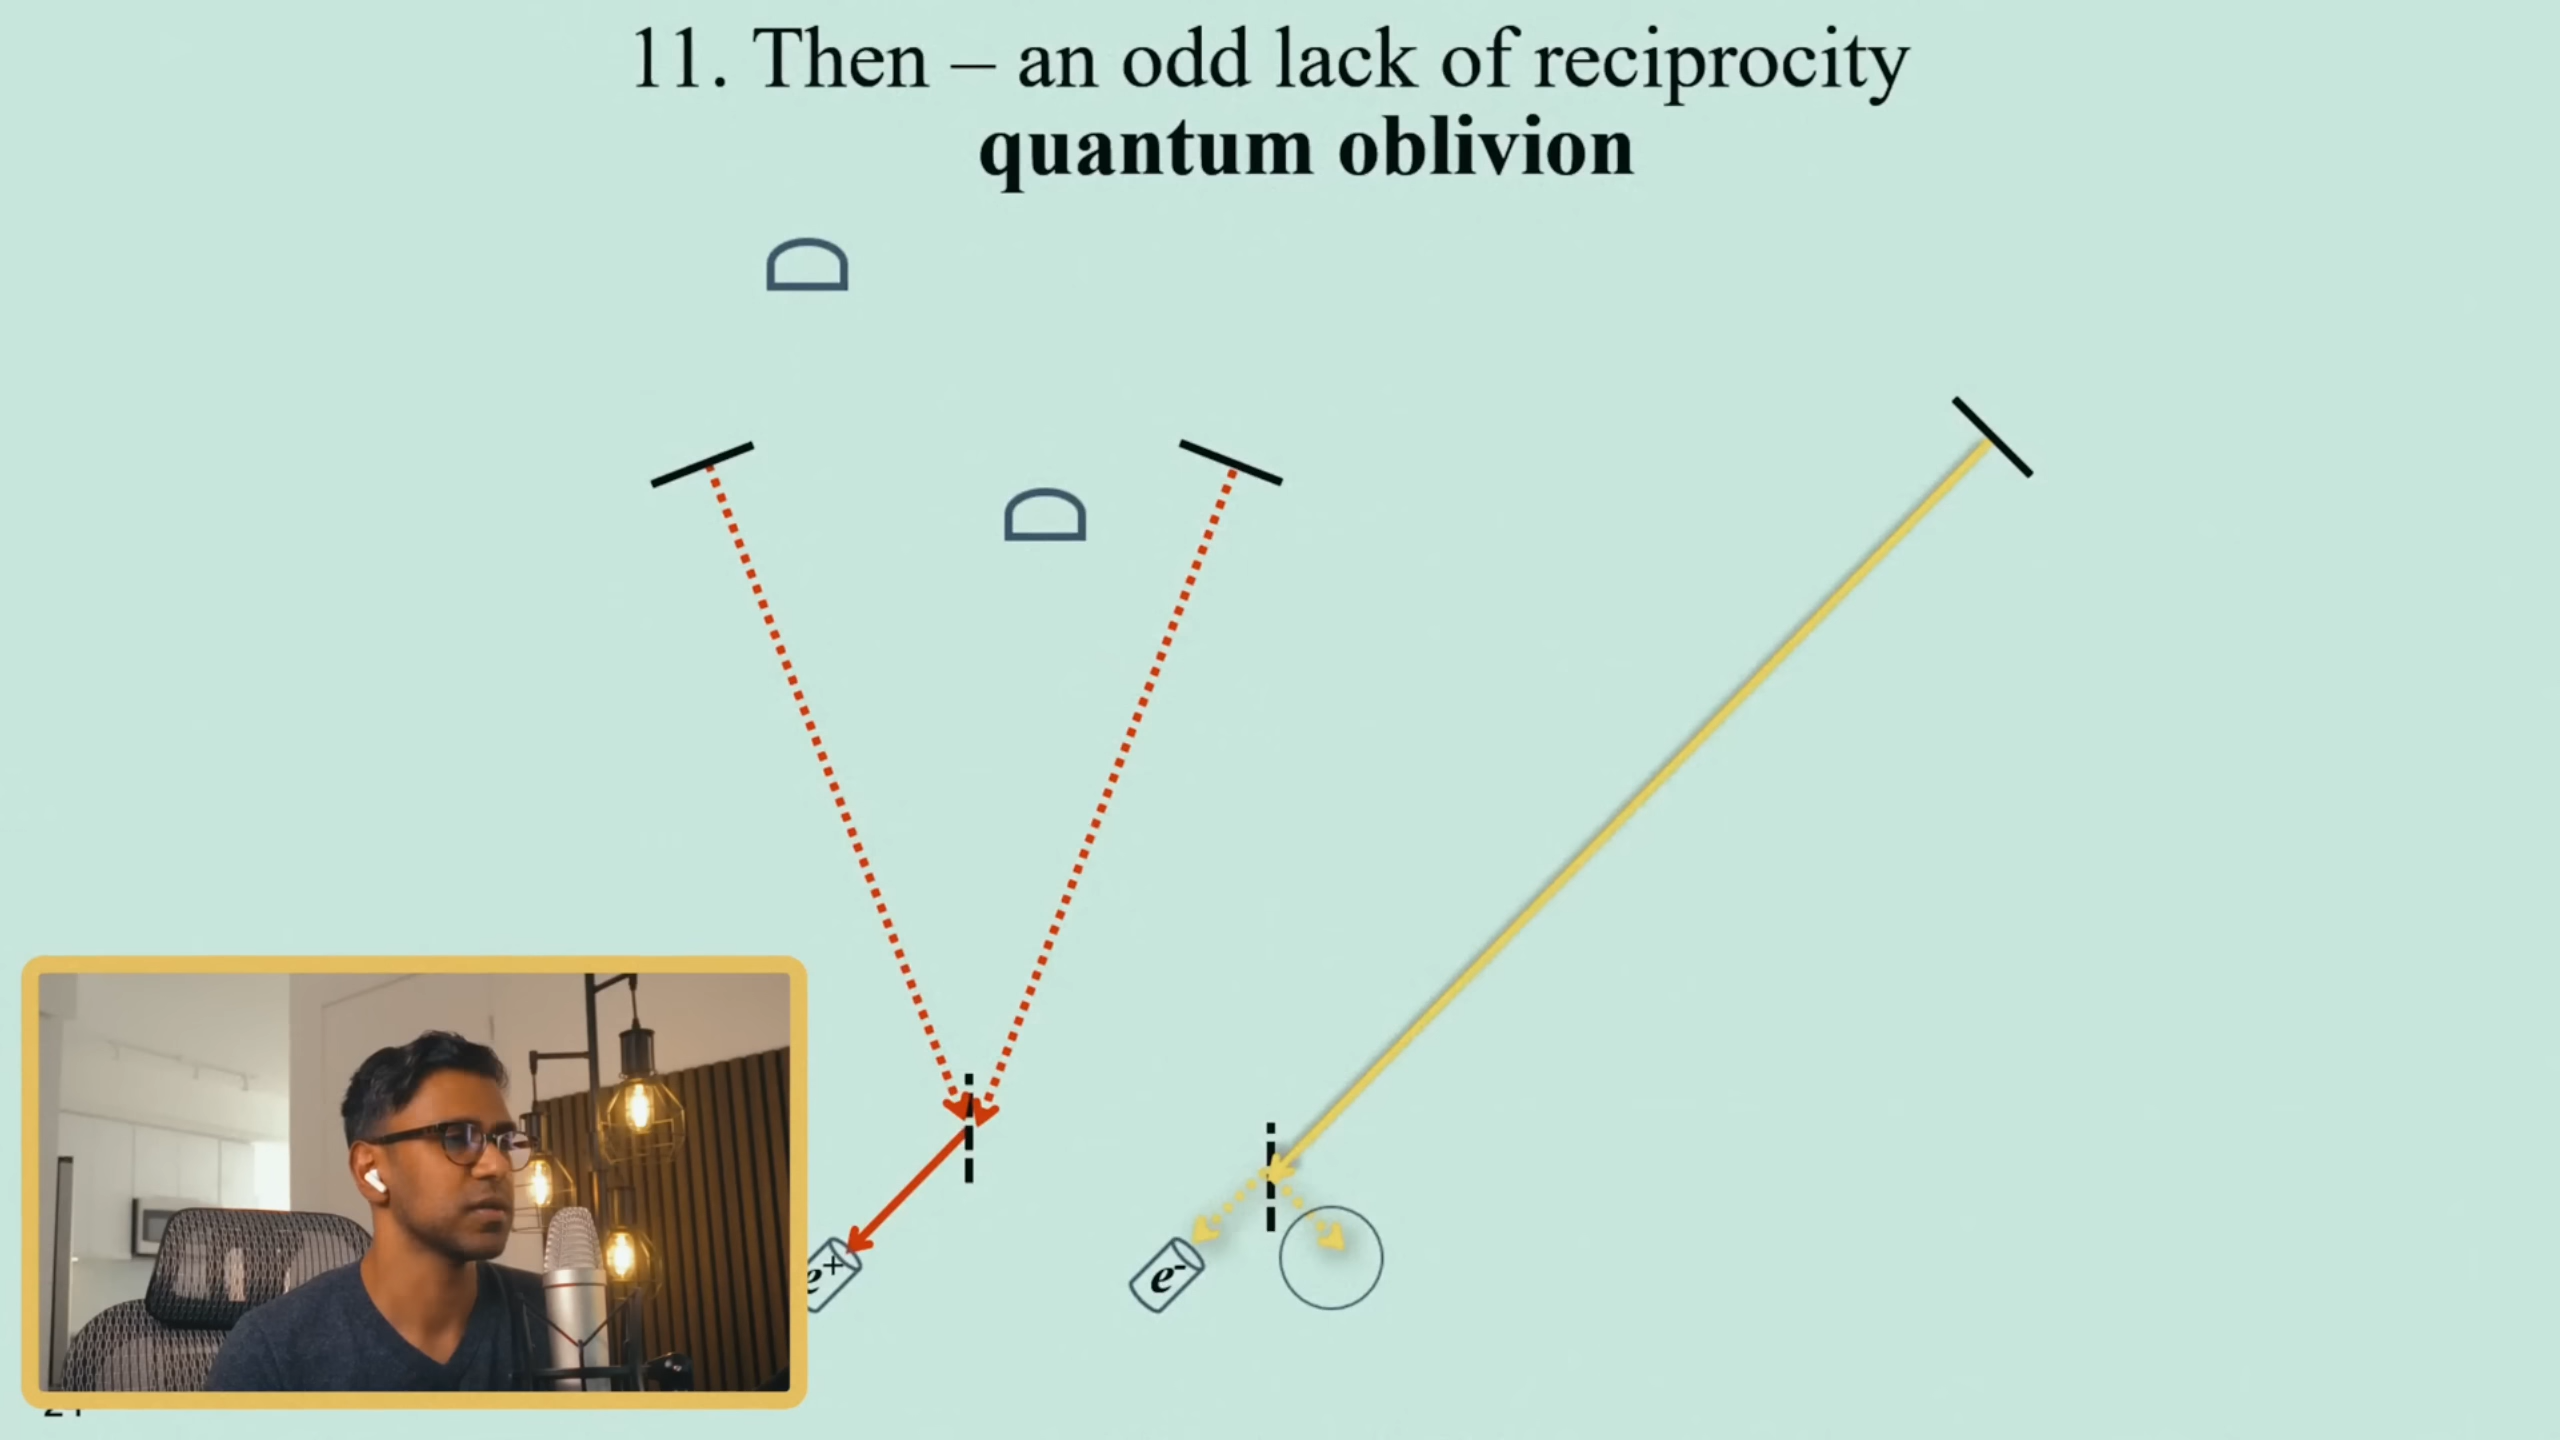 11. Then – an odd lack of reciprocity
quantum oblivion
e+
e-